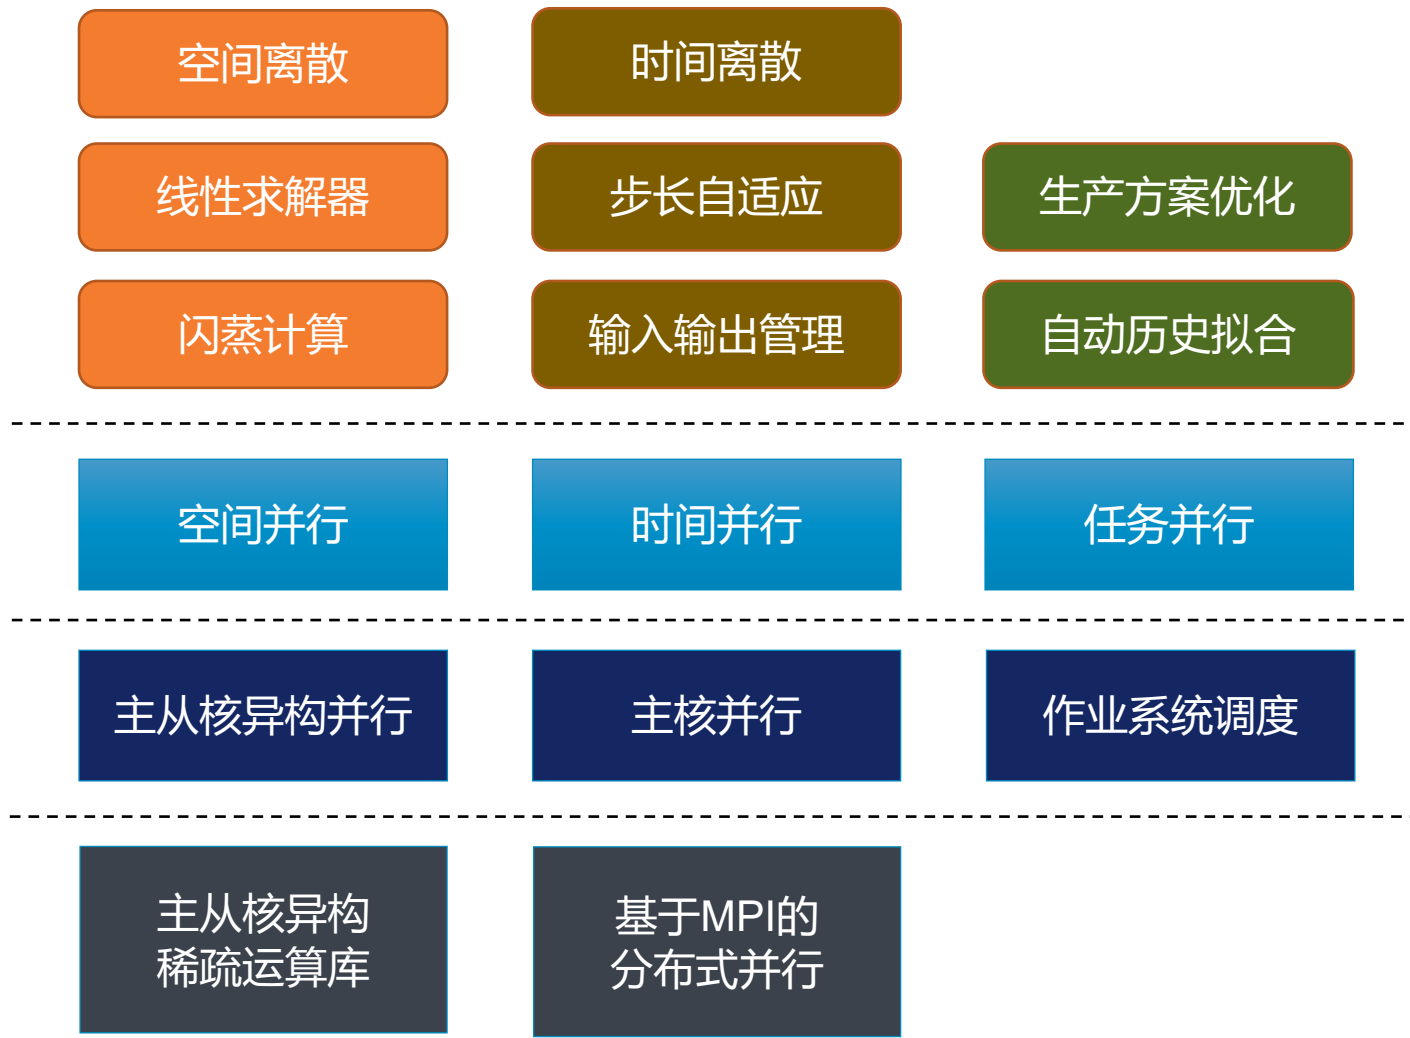 空间离散
时间离散
线性求解器
步长自适应
生产方案优化
闪蒸计算
输入输出管理
自动历史拟合
空间并行
时间并行
任务并行
主从核异构并行
主核并行
作业系统调度
主从核异构
稀疏运算库
基于MPI的
分布式并行